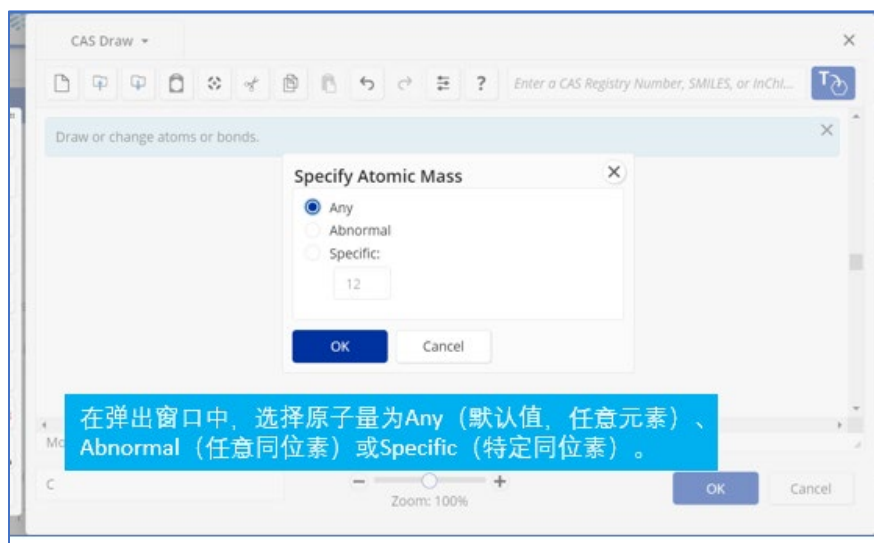 CAS Draw
Enter a CAS Registry Number, SMILES, or InChI...
Draw or change atoms or bonds.
Specify Atomic Mass
Any
Abnormal
Specific:
12
OK Cancel
在弹出窗口中，选择原子量为Any（默认值，任意元素）、
Abnormal（任意同位素）或Specific（特定同位素）。
C
Zoom: 100%
OK Cancel